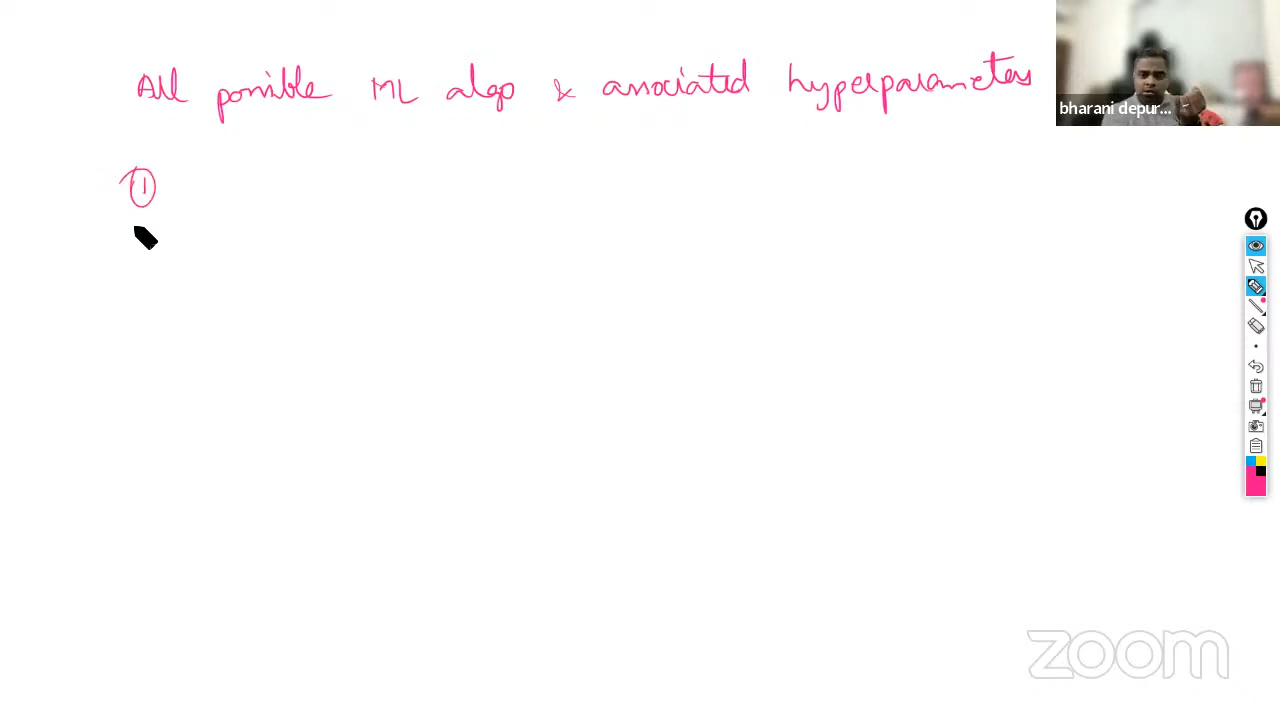 All possible ML algo & associated hyperparameters
bharani depur...
①
zoom